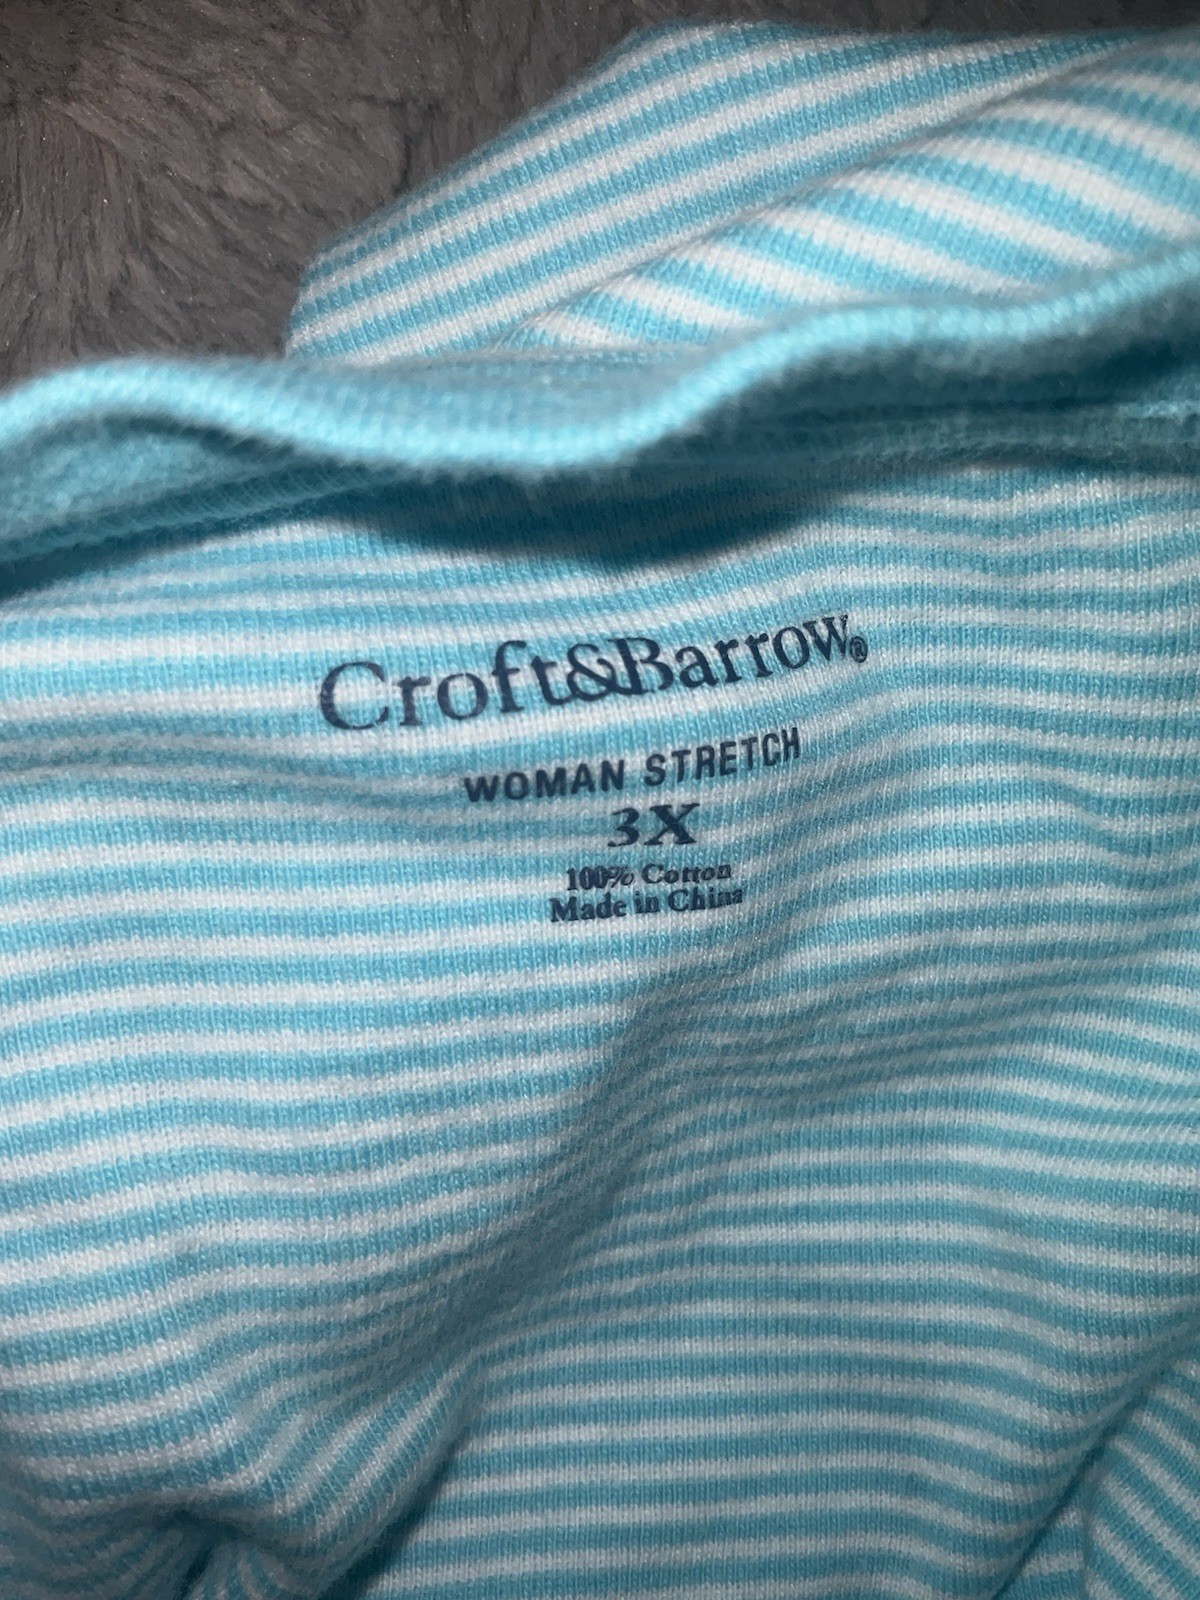 Croft&Barrow®
WOMAN STRETCH
3X
100% Cotton
Made in China